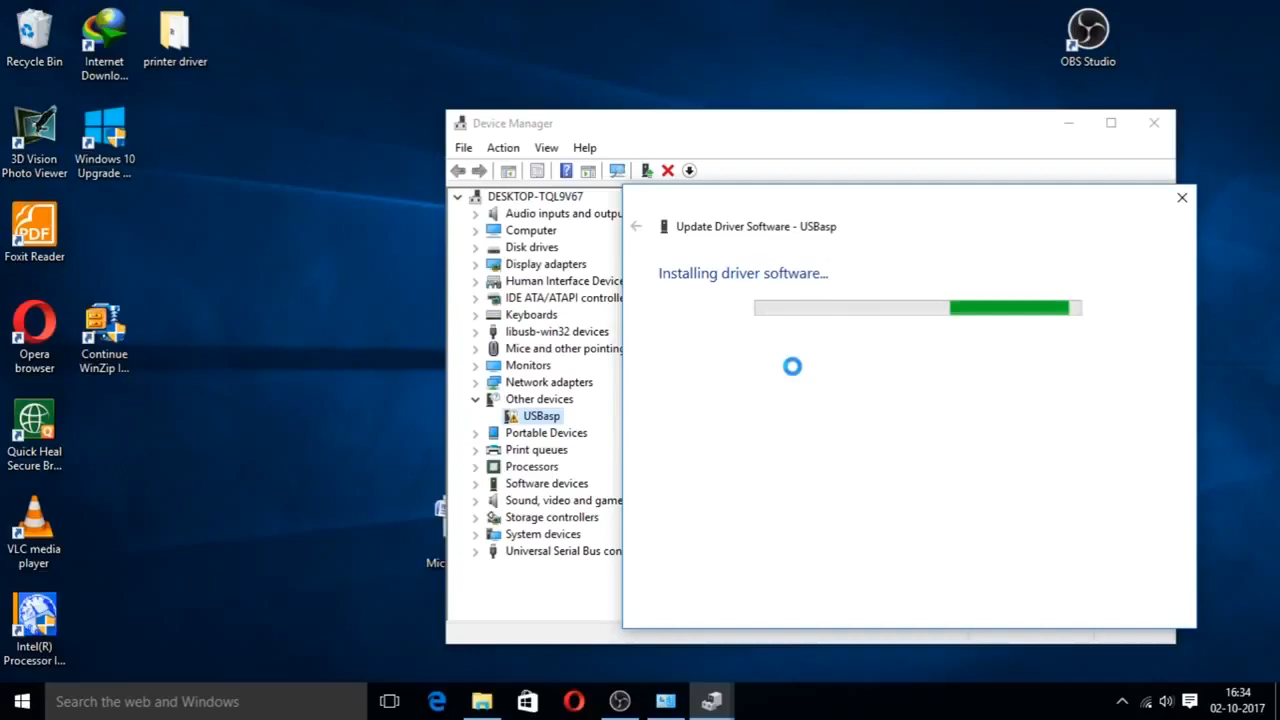 Recycle Bin
Internet
Downlo...
printer driver
OBS Studio
3D Vision
Photo Viewer
Windows 10
Upgrade ...
PDF
Foxit Reader
Opera
browser
Continue
WinZip I...
Quick Heal
Secure Br...
VLC media
player
Intel(R)
Processor I...
Mic
Device Manager
File Action View Help
DESKTOP-TQL9V67
Audio inputs and outpu
Computer
Disk drives
Display adapters
Human Interface Device
IDE ATA/ATAPI controlle
Keyboards
libusb-win32 devices
Mice and other pointing
Monitors
Network adapters
Other devices
USBasp
Portable Devices
Print queues
Processors
Software devices
Sound, video and game
Storage controllers
System devices
Universal Serial Bus con
Update Driver Software - USBasp
Installing driver software...
Search the web and Windows
16:34
02-10-2017